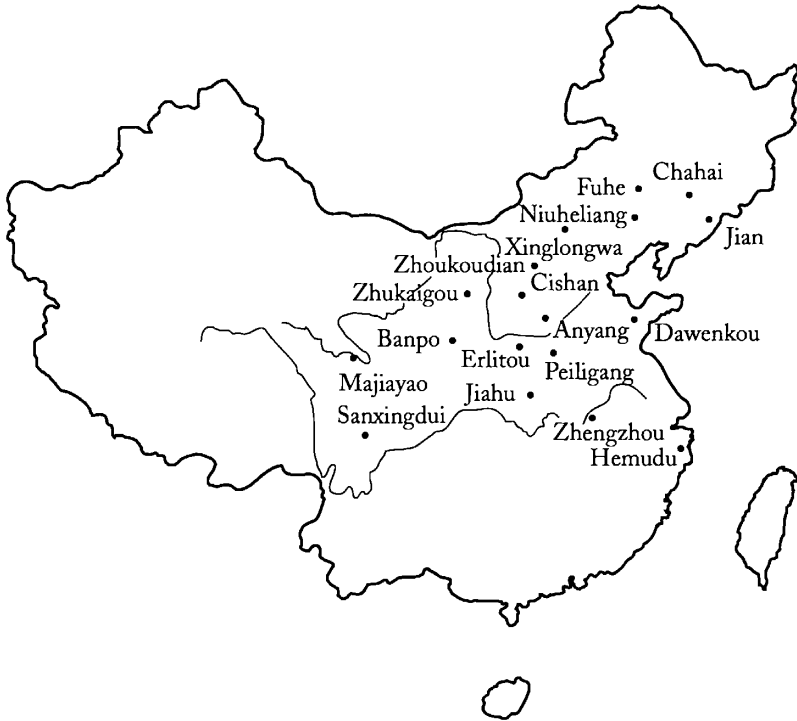 Chahai
Fuhe
Niuheliang
Jian
Xinglongwa
Zhoukoudian
Cishan
Zhukaigou
Anyang
Dawenkou
Banpo
Erlitou
Peiligang
Majiayao
Jiahu
Sanxingdui
Zhengzhou
Hemudu